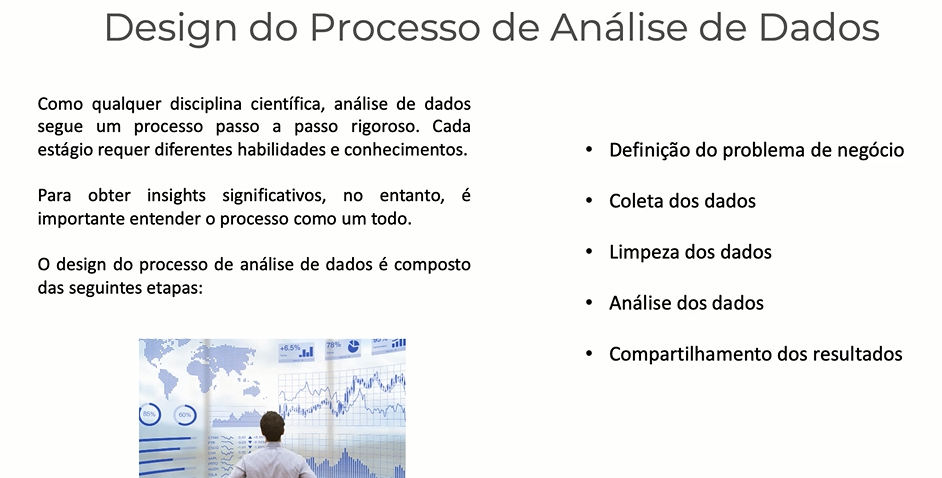 Design do Processo de Análise de Dados
Como qualquer disciplina científica, análise de dados
segue um processo passo a passo rigoroso. Cada
estágio requer diferentes habilidades e conhecimentos.
Para obter insights significativos, no entanto, é
importante entender o processo como um todo.
O design do processo de análise de dados é composto
das seguintes etapas:
• Definição do problema de negócio
• Coleta dos dados
• Limpeza dos dados
• Análise dos dados
• Compartilhamento dos resultados
+6.5%
78%
85%
60%